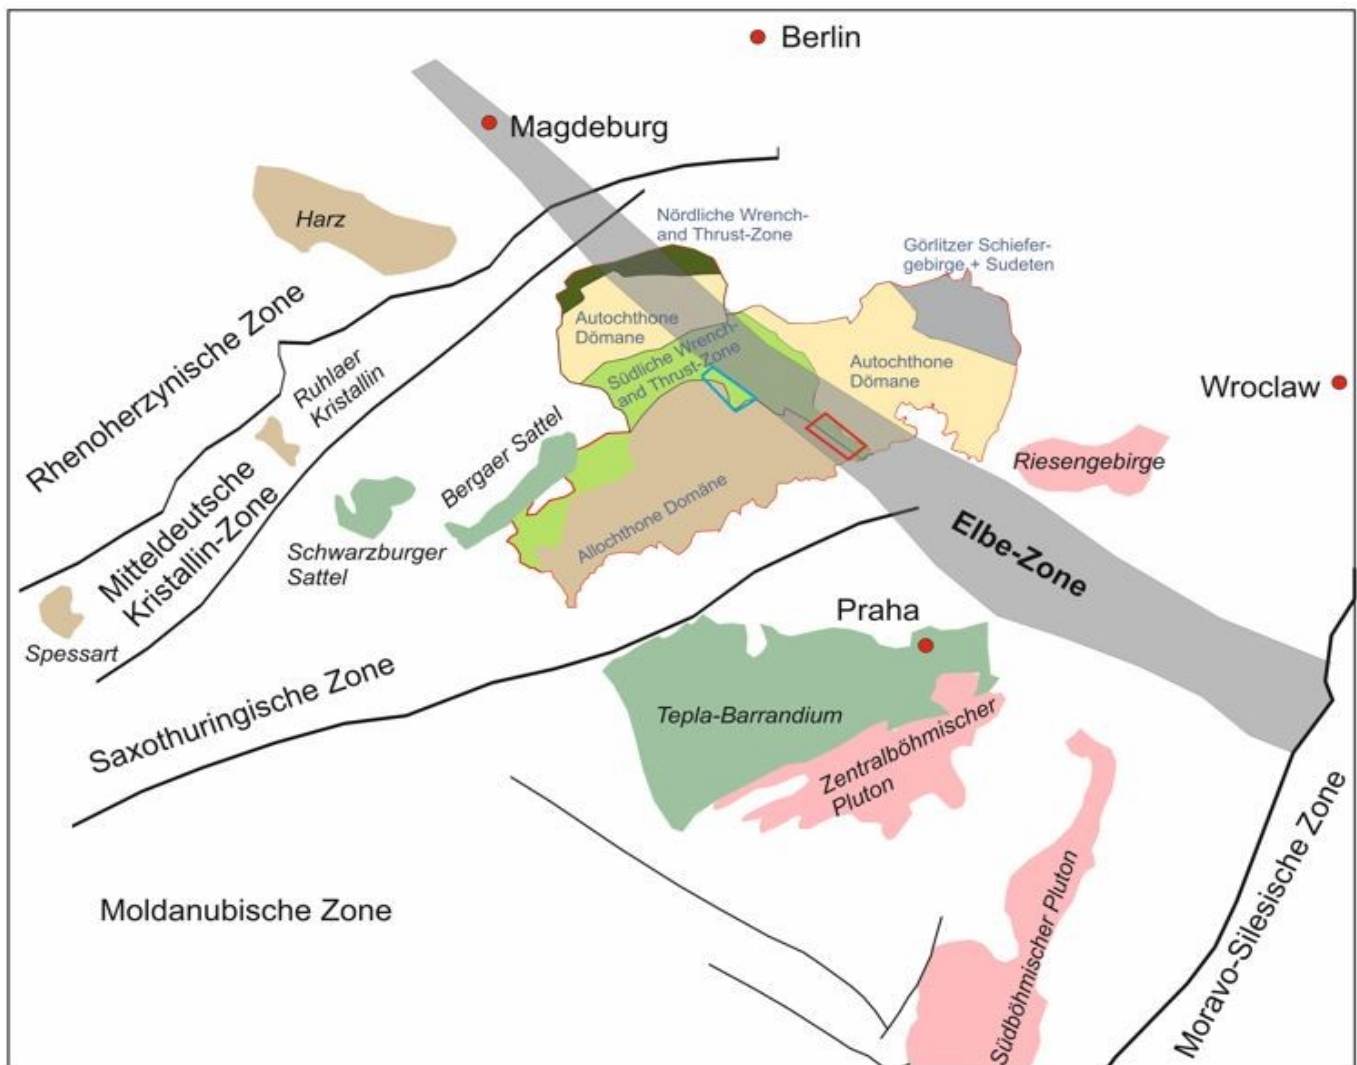 Berlin
Magdeburg
Harz
Nördliche Wrench-
and Thrust-Zone
Görlitzer Schiefer-
gebirge + Sudeten
Autochthone
Dömane
Südliche Wrench-
and Thrust-Zone
Autochthone
Dömane
Wroclaw
Rhenoherzynische Zone
Ruhlaer
Kristallin
Bergaer Sattel
Riesengebirge
Mitteldeutsche
Kristallin-Zone
Schwarzburger
Sattel
Allochthone Domäne
Elbe-Zone
Spessart
Praha
Saxothuringische Zone
Tepla-Barrandium
Zentralböhmischer
Pluton
Moldanubische Zone
Südböhmischer Pluton
Moravo-Silesische Zone